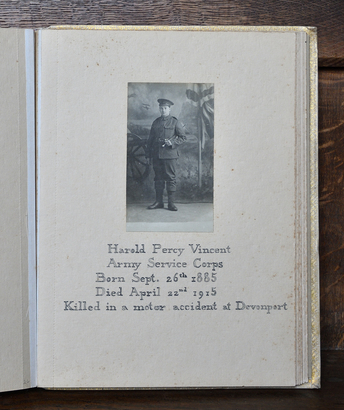 Harold Percy Vincent
Army Service Corps
Born Sept. 26th 1885
Died April 22nd 1915
Killed in a motor accident at Devonport